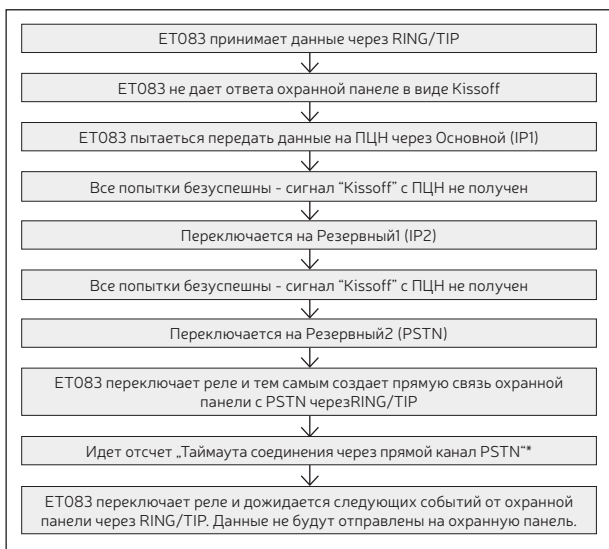 ET083 принимает данные через RING/TIP
ET083 не дает ответа охранной панеле в виде Kissoff
ET083 пытаеться передать данные на ПЦН через Основной (IP1)
Все попытки безуспешны - сигнал “Kissoff” с ПЦН не получен
Переключается на Резервный1 (IP2)
Все попытки безуспешны - сигнал “Kissoff” с ПЦН не получен
Переключается на Резервный2 (PSTN)
ET083 переключает реле и тем самым создает прямую связь охранной
панели с PSTN черезRING/TIP
Идет отсчет „Таймаута соединения через прямой канал PSTN“*
ET083 переключает реле и дожидается следующих событий от охранной
панели через RING/TIP. Данные не будут отправлены на охранную панель.